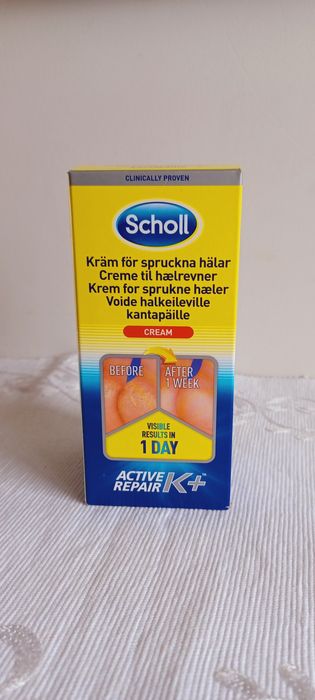 CLINICALLY PROVEN
Scholl
Kräm för spruckna hälar
Creme til hælrevner
Krem for sprukne hæler
Voide halkeileville
kantapäille
CREAM
BEFORE
AFTER
1 WEEK
VISIBLE
RESULTS IN
1 DAY
ACTIVE
REPAIR K+™